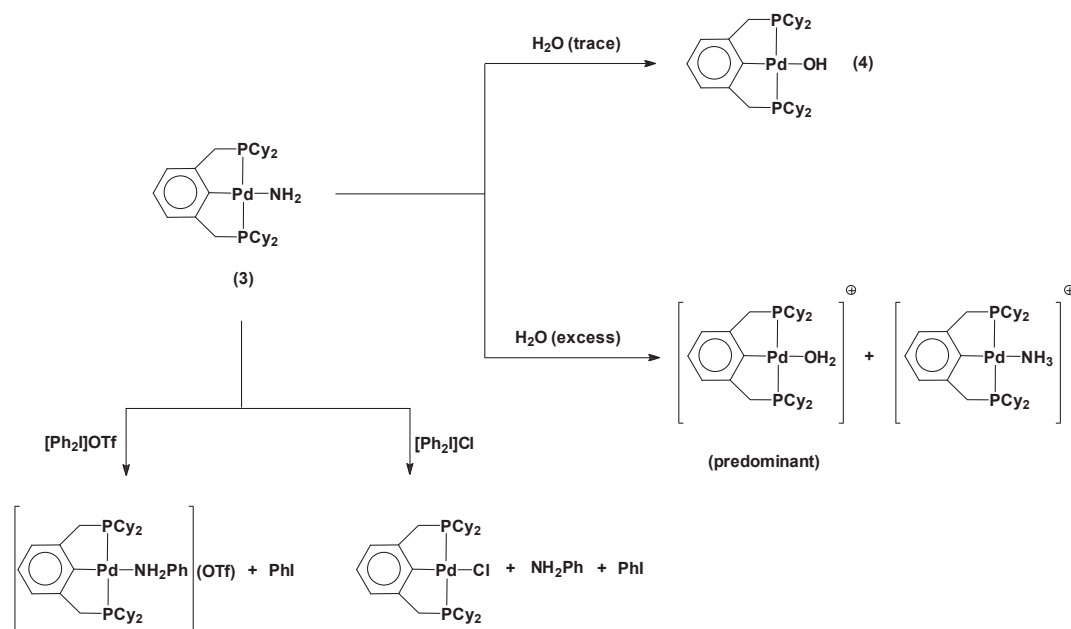 PCy2
H2O (trace)
Pd—OH (4)
PCy2
PCy2
Pd—NH2
PCy2
(3)
H2O (excess)
PCy2
Pd—OH2
PCy2
⊕
+
PCy2
Pd—NH3
PCy2
⊕
(predominant)
[Ph2I]OTf
[Ph2I]Cl
PCy2
Pd—NH2Ph (OTf) + PhI
PCy2
PCy2
Pd—Cl + NH2Ph + PhI
PCy2